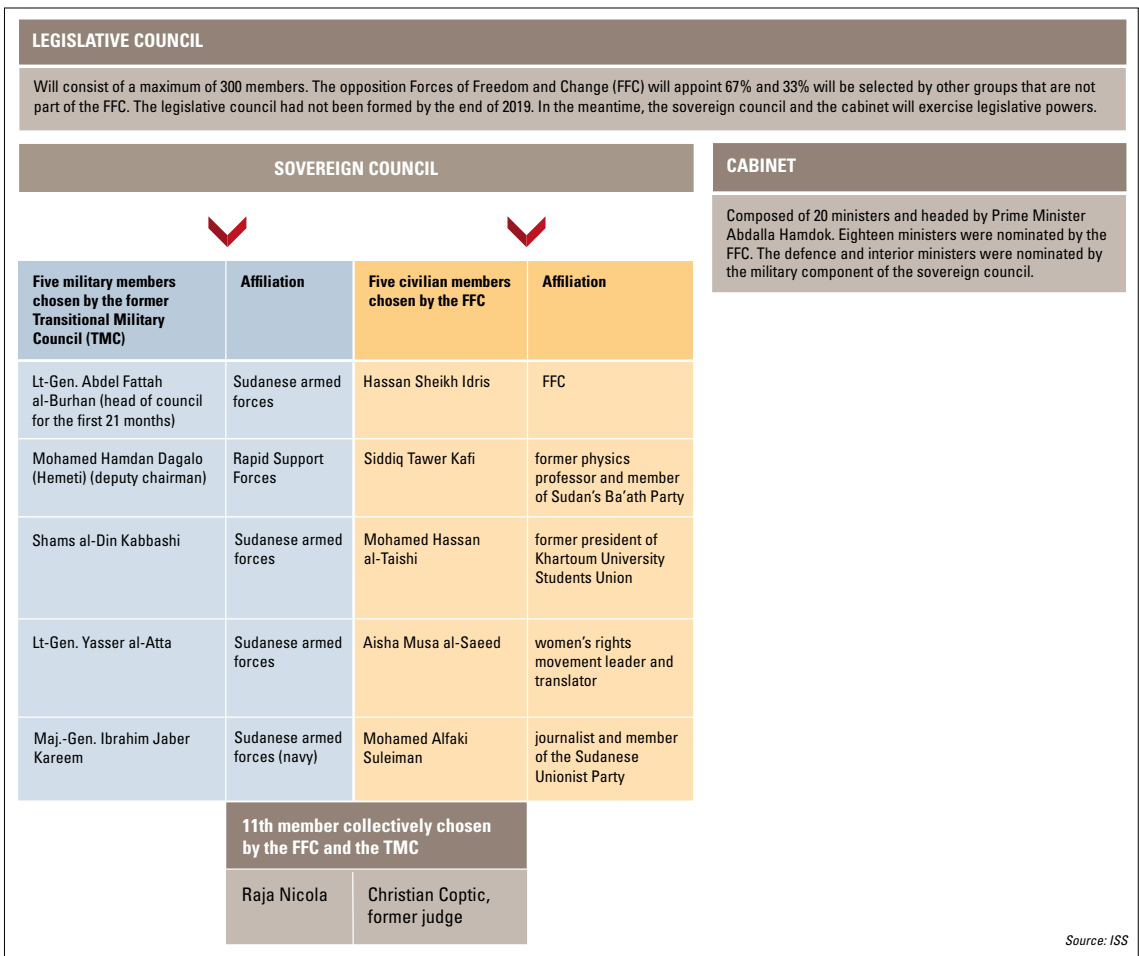 LEGISLATIVE COUNCIL
Will consist of a maximum of 300 members. The opposition Forces of Freedom and Change (FFC) will appoint 67% and 33% will be selected by other groups that are not
part of the FFC. The legislative council had not been formed by the end of 2019. In the meantime, the sovereign council and the cabinet will exercise legislative powers.
SOVEREIGN COUNCIL
Five military members
chosen by the former
Transitional Military
Council (TMC)
Affiliation
Five civilian members
chosen by the FFC
Affiliation
Lt-Gen. Abdel Fattah
al-Burhan (head of council
for the first 21 months)
Sudanese armed
forces
Hassan Sheikh Idris
FFC
Mohamed Hamdan Dagalo
(Hemeti) (deputy chairman)
Rapid Support
Forces
Siddiq Tawer Kafi
former physics
professor and member
of Sudan's Ba'ath Party
Shams al-Din Kabbashi
Sudanese armed
forces
Mohamed Hassan
al-Taishi
former president of
Khartoum University
Students Union
Lt-Gen. Yasser al-Atta
Sudanese armed
forces
Aisha Musa al-Saeed
women's rights
movement leader and
translator
Maj.-Gen. Ibrahim Jaber
Kareem
Sudanese armed
forces (navy)
Mohamed Alfaki
Suleiman
journalist and member
of the Sudanese
Unionist Party
11th member collectively chosen
by the FFC and the TMC
Raja Nicola
Christian Coptic,
former judge
CABINET
Composed of 20 ministers and headed by Prime Minister
Abdalla Hamdok. Eighteen ministers were nominated by the
FFC. The defence and interior ministers were nominated by
the military component of the sovereign council.
Source: ISS